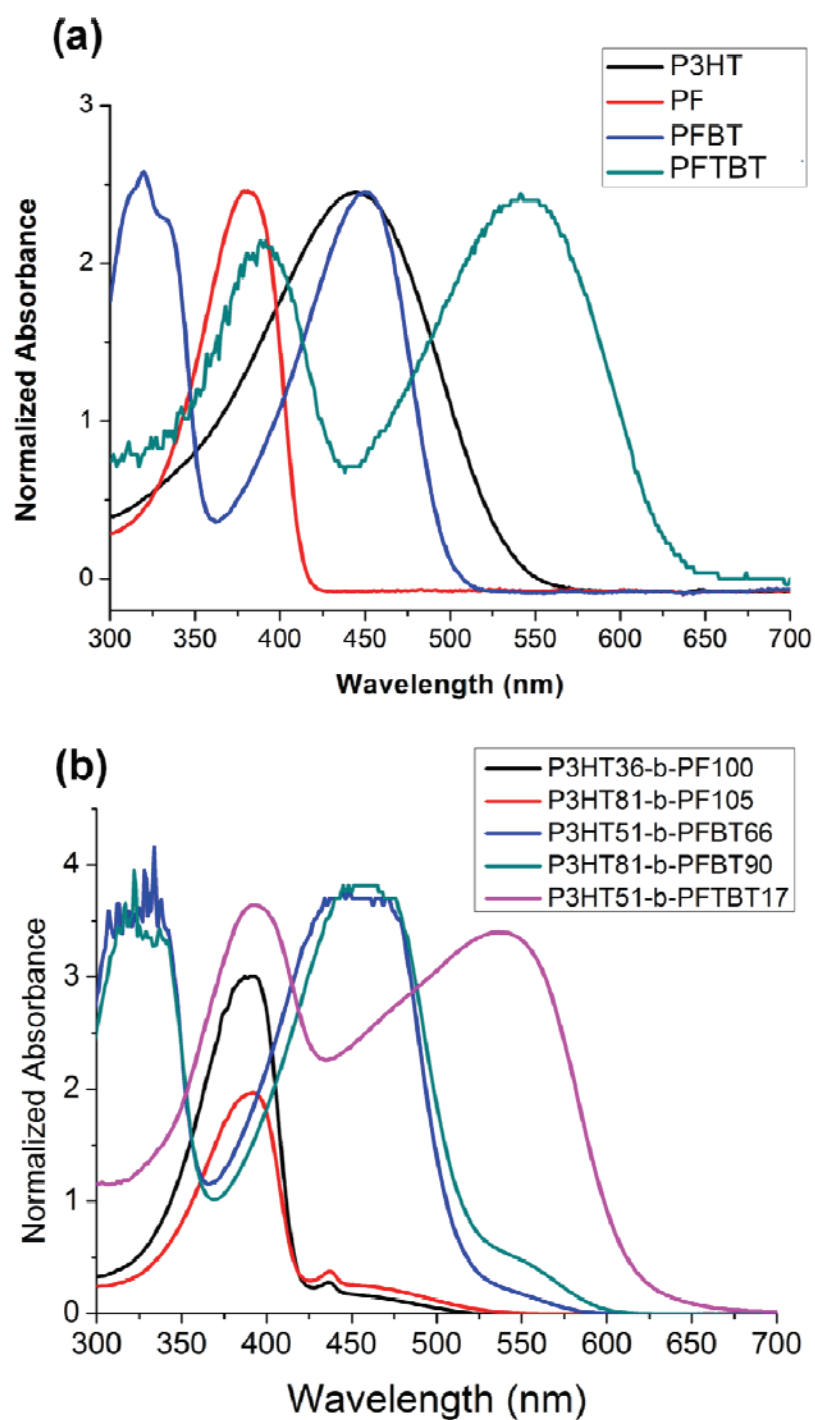 (a)
P3HT
PF
PFBT
PFTBT
3
2
1
0
Normalized Absorbance
300 350 400 450 500 550 600 650 700
Wavelength (nm)
(b)
P3HT36-b-PF100
P3HT81-b-PF105
P3HT51-b-PFBT66
P3HT81-b-PFBT90
P3HT51-b-PFTBT17
4
3
2
1
0
Normalized Absorbance
300 350 400 450 500 550 600 650 700
Wavelength (nm)